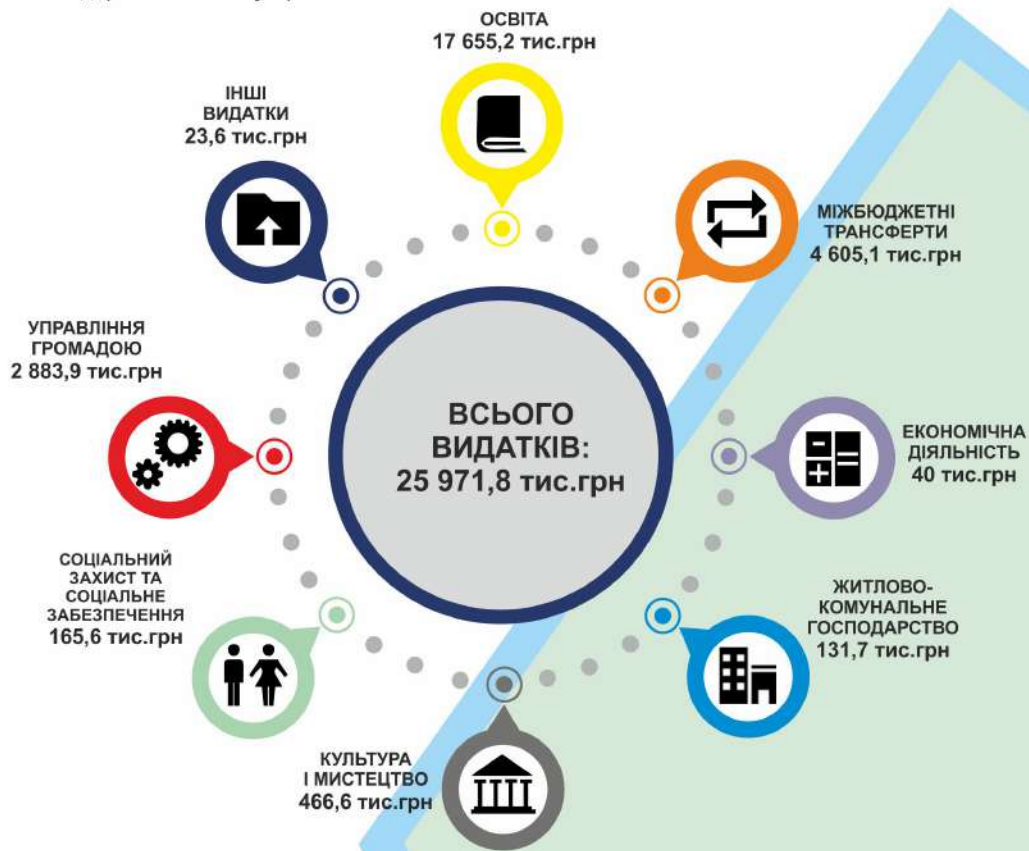 ОСВІТА
17 655,2 тис.грн
ІНШІ
ВИДАТКИ
23,6 тис.грн
МІЖБЮДЖЕТНІ
ТРАНСФЕРТИ
4 605,1 тис.грн
УПРАВЛІННЯ
ГРОМАДОЮ
2 883,9 тис.грн
ВСЬОГО
ВИДАТКІВ:
25 971,8 тис.грн
ЕКОНОМІЧНА
ДІЯЛЬНІСТЬ
40 тис.грн
СОЦІАЛЬНИЙ
ЗАХИСТ ТА
СОЦІАЛЬНЕ
ЗАБЕЗПЕЧЕННЯ
165,6 тис.грн
ЖИТЛОВО-
КОМУНАЛЬНЕ
ГОСПОДАРСТВО
131,7 тис.грн
КУЛЬТУРА
І МИСТЕЦТВО
466,6 тис.грн